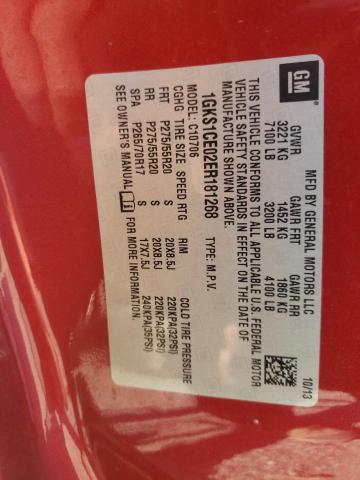 GM
MFD BY GENERAL MOTORS LLC 10/13
GVWR GAWR FRT GAWR RR
3221 KG 1452 KG 1860 KG
7100 LB 3200 LB 4100 LB
THIS VEHICLE CONFORMS TO ALL APPLICABLE U.S. FEDERAL MOTOR
VEHICLE SAFETY STANDARDS IN EFFECT ON THE DATE OF
MANUFACTURE SHOWN ABOVE.
1GKS1CE02ER181268 TYPE: M.P.V.
MODEL: C10706
CGHG TIRE SIZE SPEED RTG RIM COLD TIRE PRESSURE
FRT P275/55R20 S 20X8.5J 220KPA(32PSI)
RR P275/55R20 S 20X8.5J 220KPA(32PSI)
SPA P265/70R17 S 17X7.5J 240KPA(35PSI)
SEE OWNER'S MANUAL i FOR MORE INFORMATION.